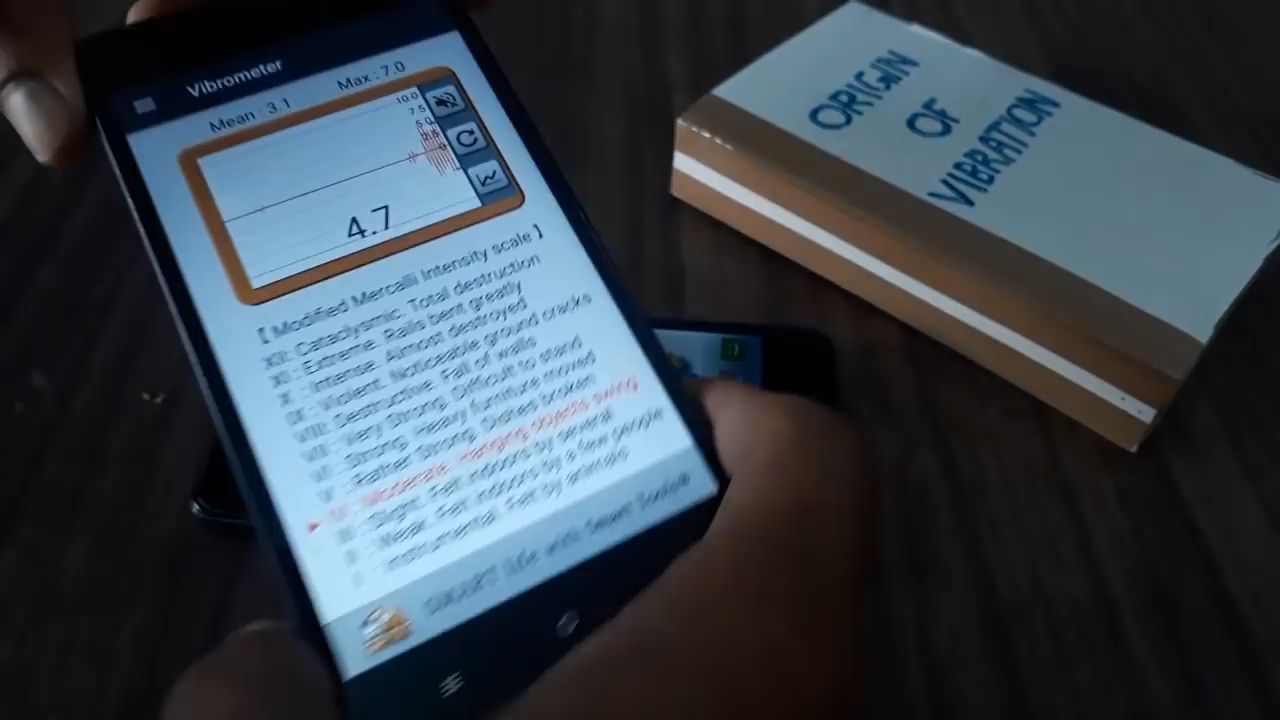 Vibrometer
Mean : 3.1 Max : 7.0
10.0
7.5
5.0
4.7
[ Modified Mercalli Intensity scale ]
XII: Cataclysmic. Total destruction
XI : Extreme. Rails bent greatly
X : Intense. Almost destroyed
IX : Violent. Noticeable ground cracks
VIII: Destructive. Fall of walls
VII : Very Strong. Difficult to stand
VI : Strong. Heavy furniture moved
V : Rather Strong. Dishes broken
IV : Moderate. Hanging objects swing
III : Slight. Felt indoors by several
II : Weak. Felt indoors by a few people
I : Instrumental. Felt by animals
SMART life with Smart Tools
ORIGIN
OF
VIBRATION